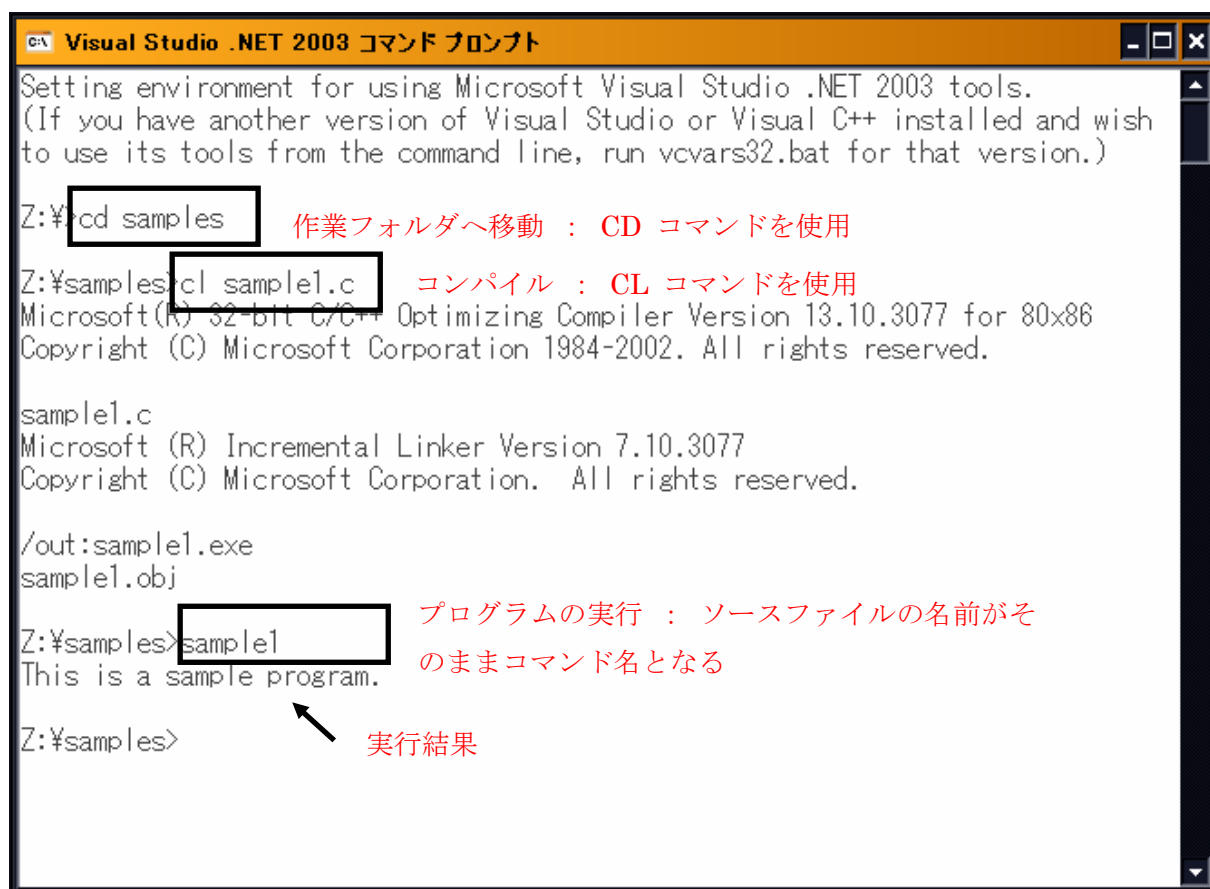 Visual Studio .NET 2003 コマンド プロンプト
Setting environment for using Microsoft Visual Studio .NET 2003 tools.
(If you have another version of Visual Studio or Visual C++ installed and wish
to use its tools from the command line, run vcvars32.bat for that version.)
Z:¥>cd samples
作業フォルダへ移動 : CD コマンドを使用
Z:¥samples>cl sample1.c
コンパイル : CL コマンドを使用
Microsoft(R) 32-bit C/C++ Optimizing Compiler Version 13.10.3077 for 80x86
Copyright (C) Microsoft Corporation 1984-2002. All rights reserved.
sample1.c
Microsoft (R) Incremental Linker Version 7.10.3077
Copyright (C) Microsoft Corporation.  All rights reserved.
/out:sample1.exe
sample1.obj
プログラムの実行 : ソースファイルの名前がそ
のままコマンド名となる
Z:¥samples>sample1
This is a sample program.
実行結果
Z:¥samples>